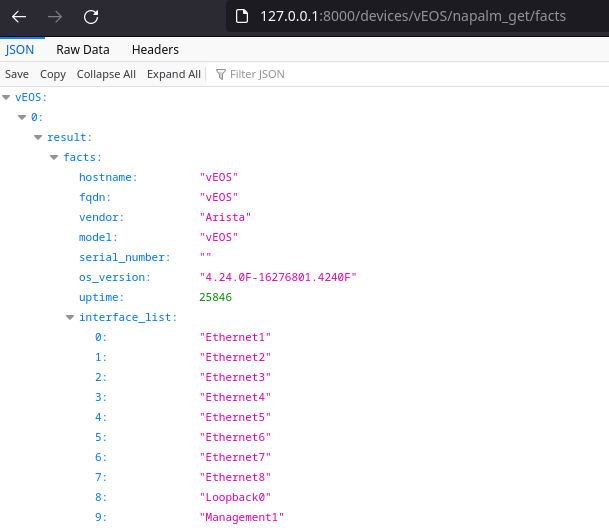 127.0.0.1:8000/devices/vEOS/napalm_get/facts
JSON Raw Data Headers
Save Copy Collapse All Expand All Filter JSON
vEOS:
0:
result:
facts:
hostname: "vEOS"
fqdn: "vEOS"
vendor: "Arista"
model: "vEOS"
serial_number: ""
os_version: "4.24.0F-16276801.4240F"
uptime: 25846
interface_list:
0: "Ethernet1"
1: "Ethernet2"
2: "Ethernet3"
3: "Ethernet4"
4: "Ethernet5"
5: "Ethernet6"
6: "Ethernet7"
7: "Ethernet8"
8: "Loopback0"
9: "Management1"